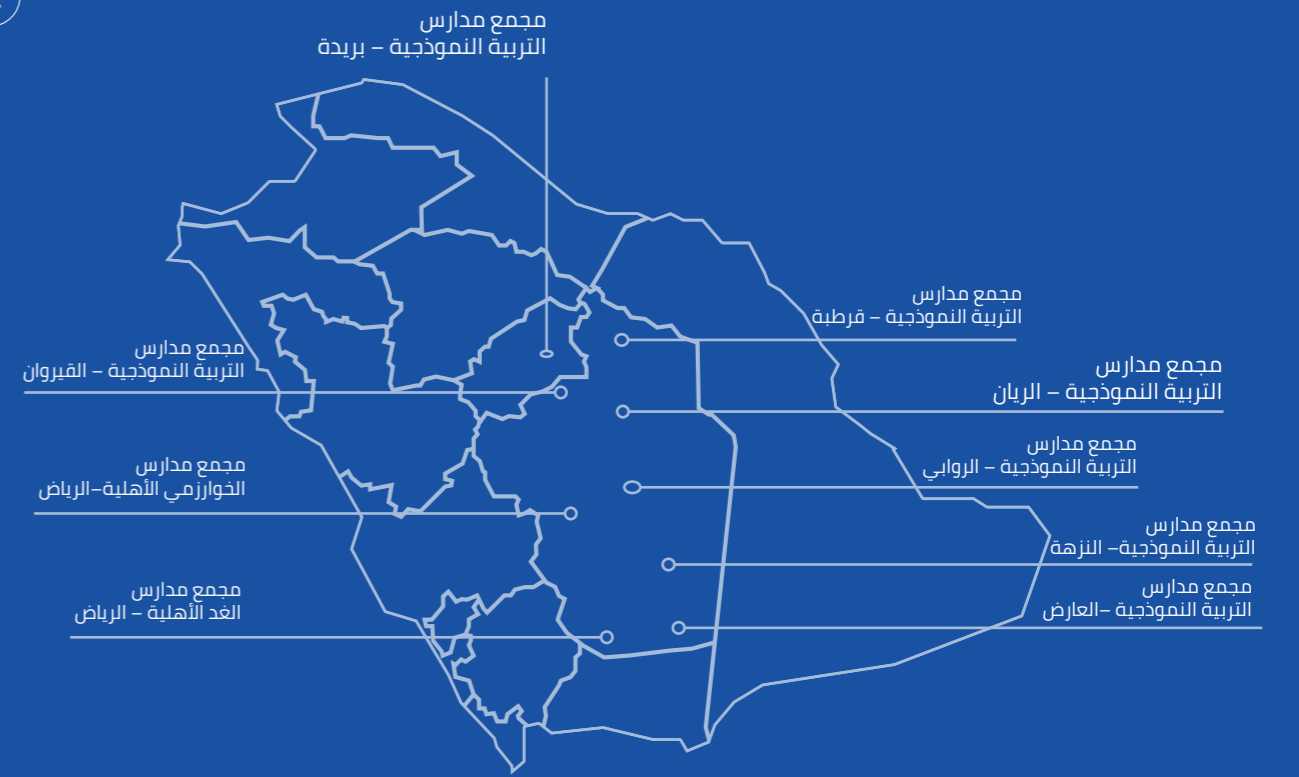 مجمع مدارس
التربية النموذجية – بريدة
مجمع مدارس
التربية النموذجية – قرطبة
مجمع مدارس
التربية النموذجية – الريان
مجمع مدارس
التربية النموذجية – الروابي
مجمع مدارس
التربية النموذجية– النزهة
مجمع مدارس
التربية النموذجية –العارض
مجمع مدارس
التربية النموذجية – القيروان
مجمع مدارس
الخوارزمي الأهلية–الرياض
مجمع مدارس
الغد الأهلية – الرياض